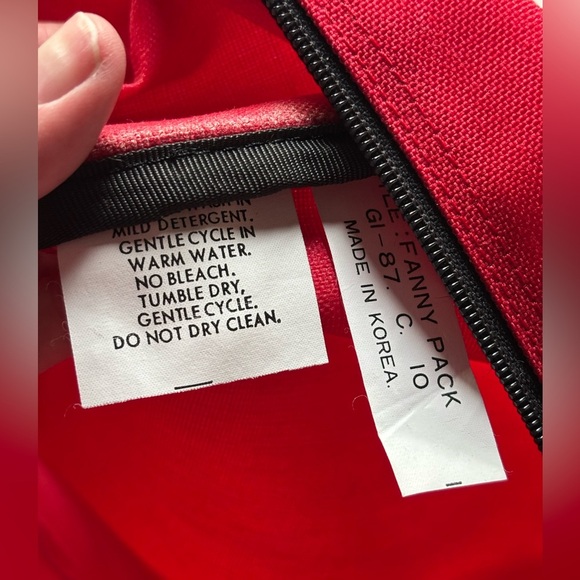 MILD DETERGENT.
GENTLE CYCLE IN
WARM WATER.
NO BLEACH.
TUMBLE DRY,
GENTLE CYCLE.
DO NOT DRY CLEAN.
LE: FANNY PACK
GI-87. C. 10
MADE IN KOREA.